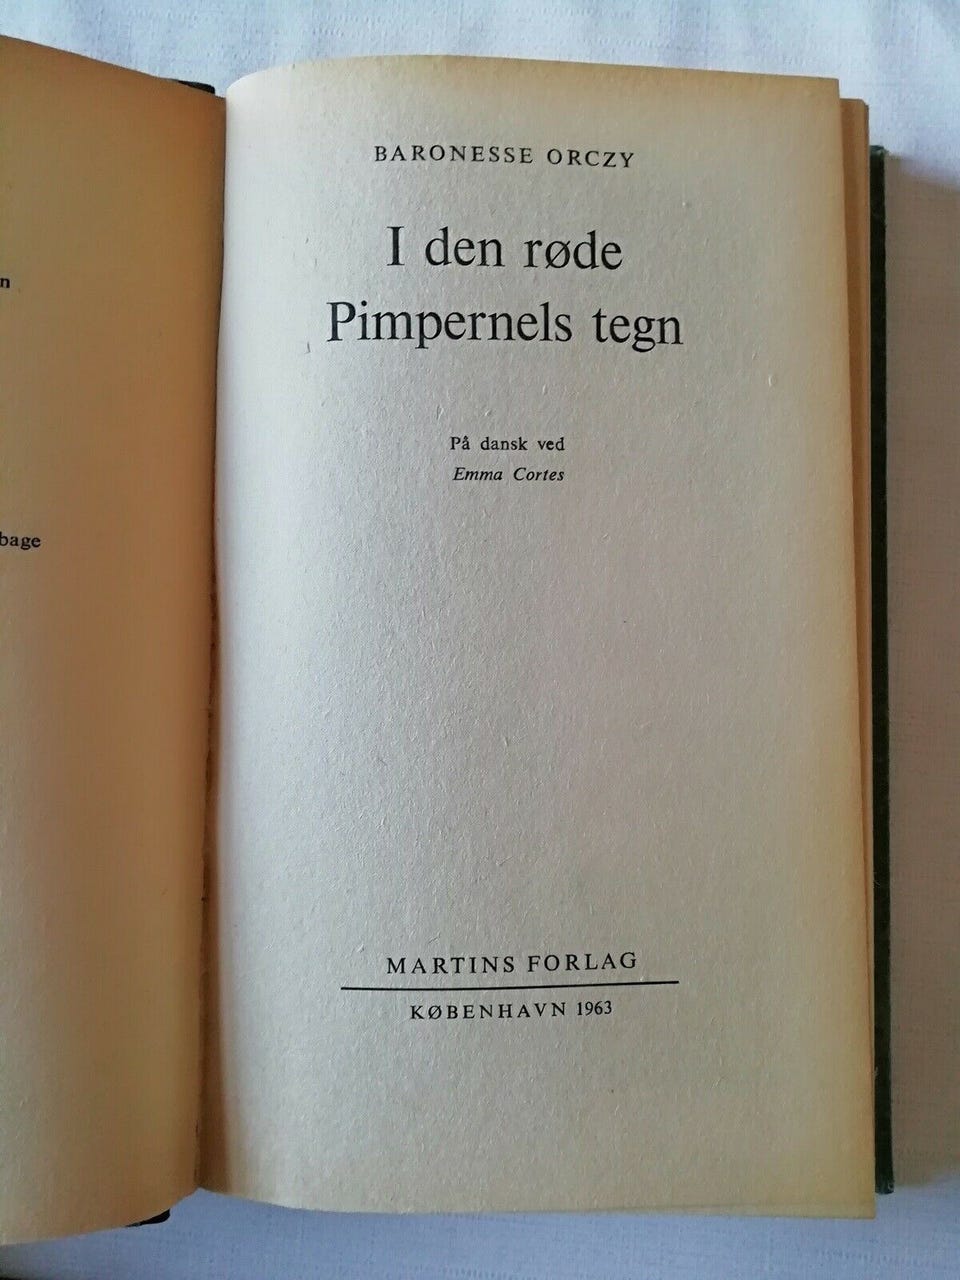 BARONESSE ORCZY
I den røde
Pimpernels tegn
På dansk ved
Emma Cortes
MARTINS FORLAG
KØBENHAVN 1963